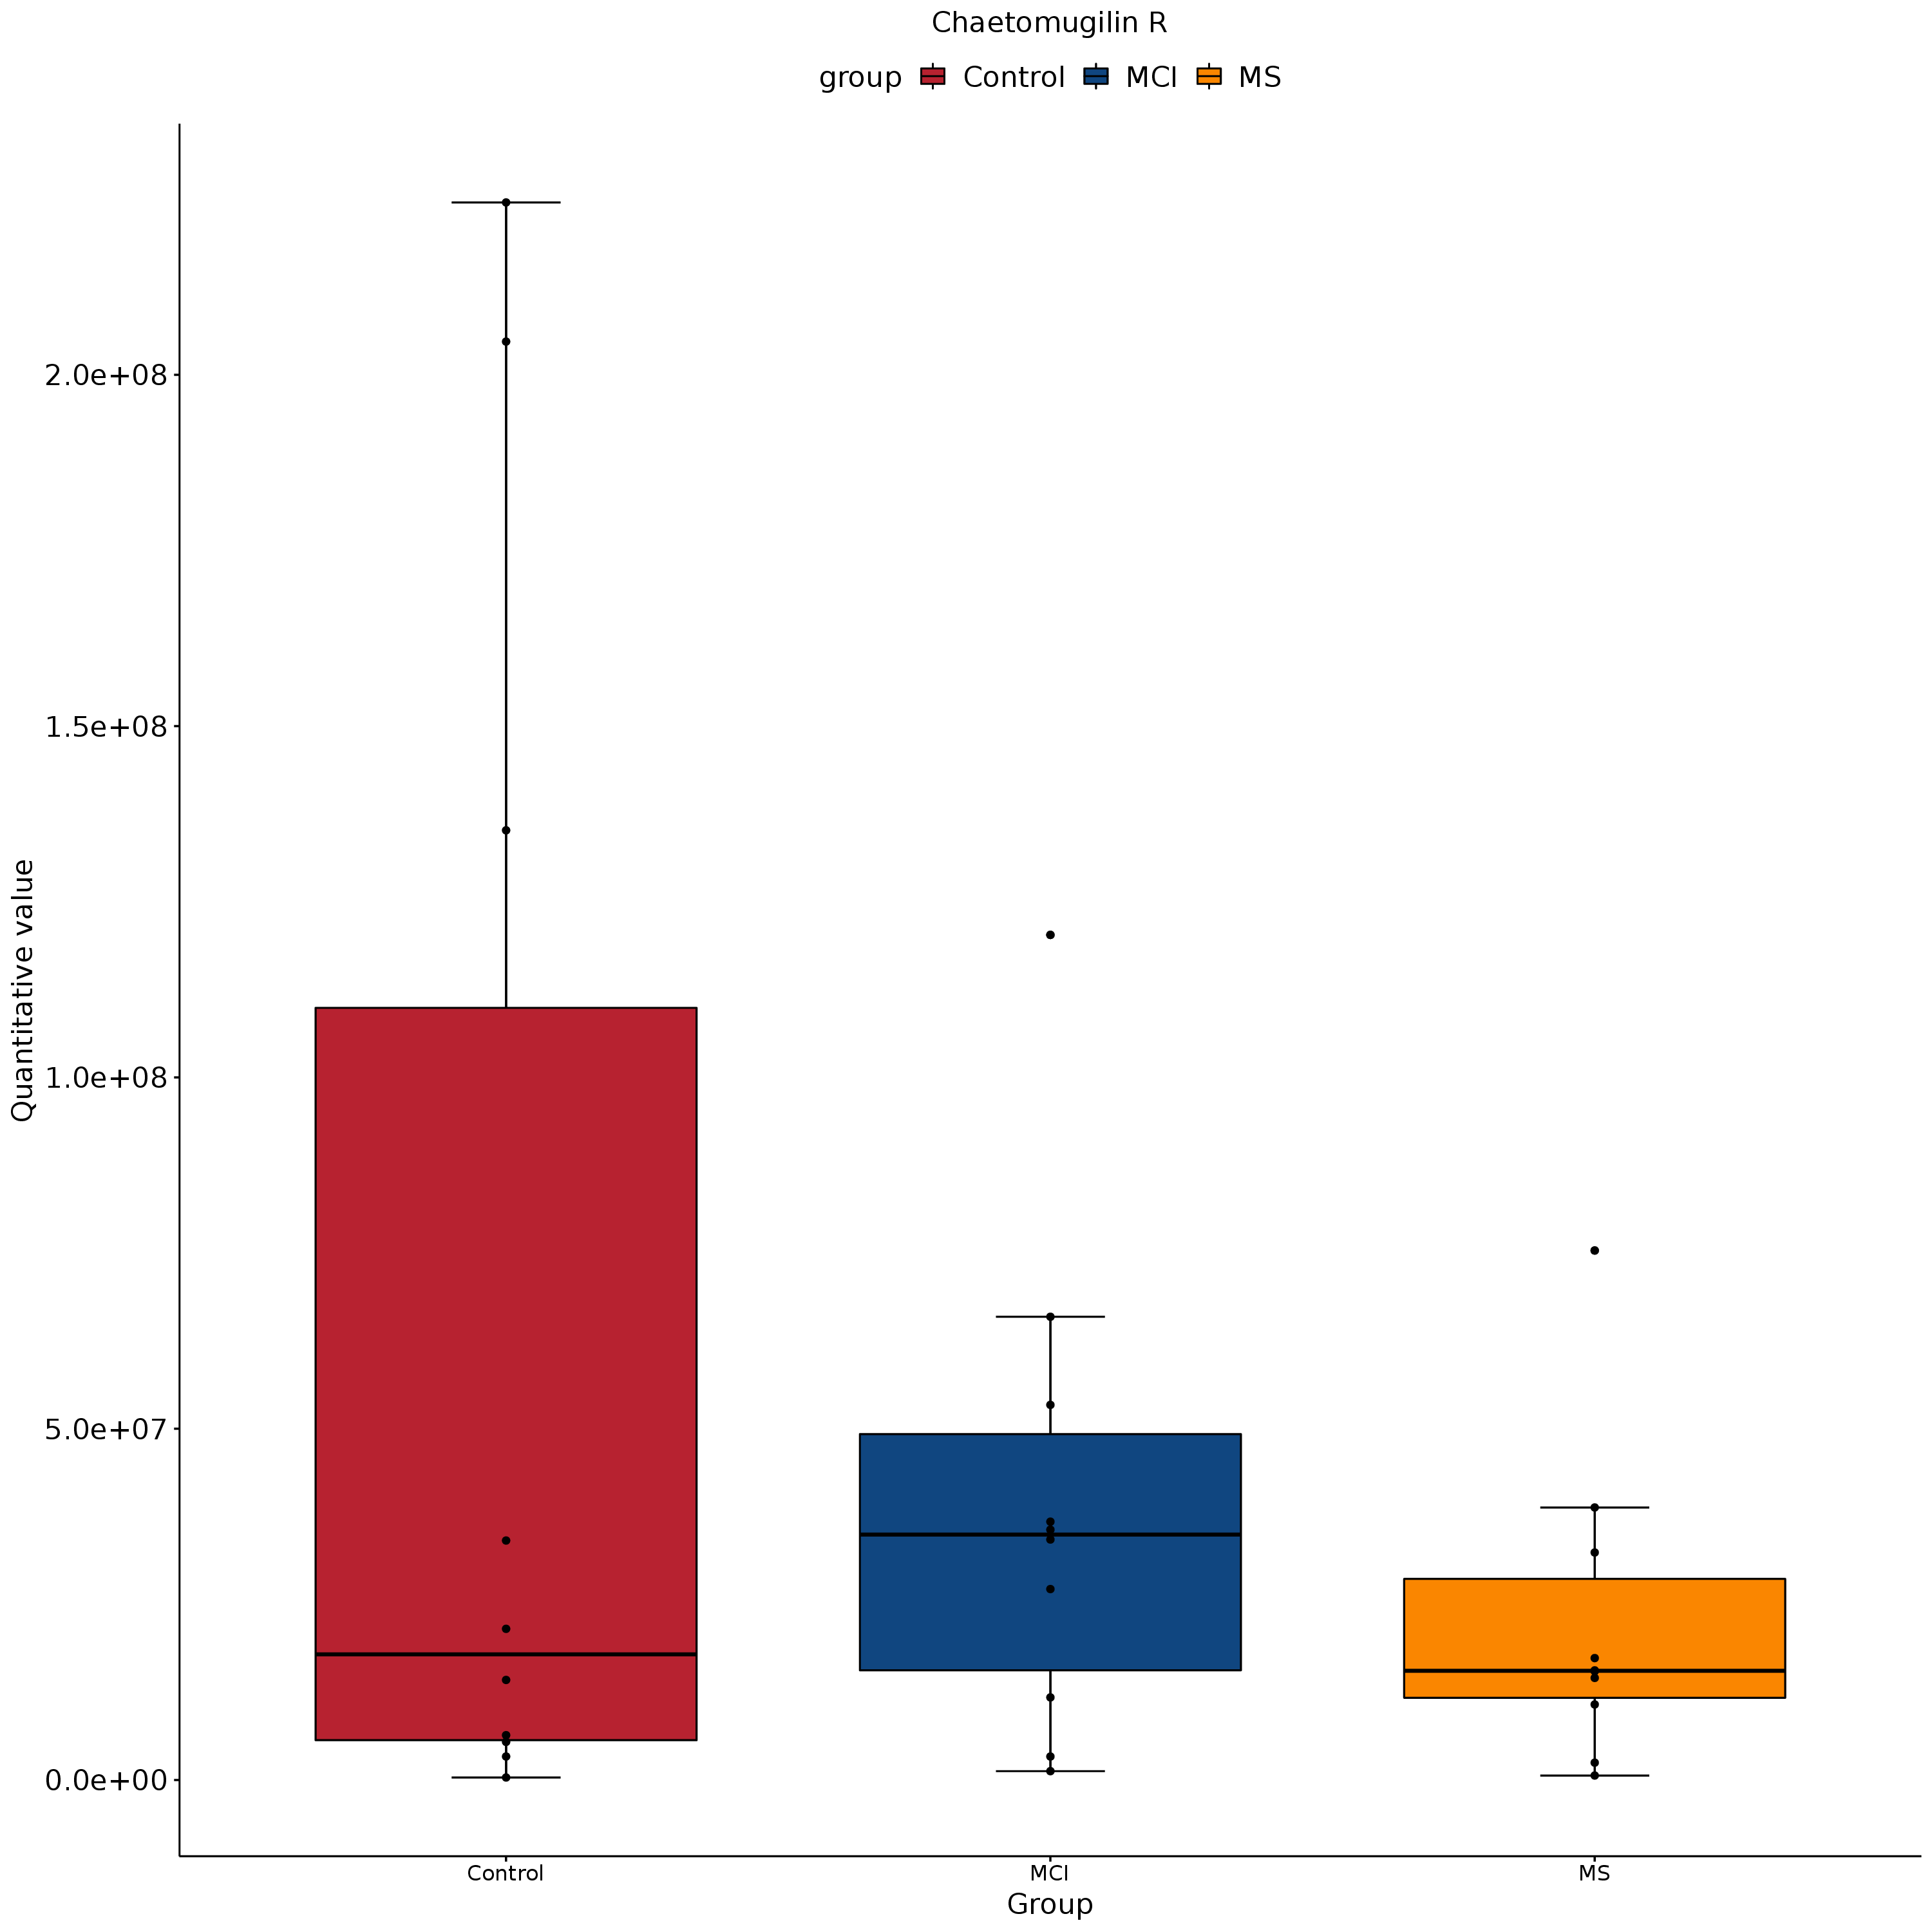 Chaetomugilin R
group Control MCI MS
Quantitative value
2.0e+08
1.5e+08
1.0e+08
5.0e+07
0.0e+00
Control MCI MS
Group